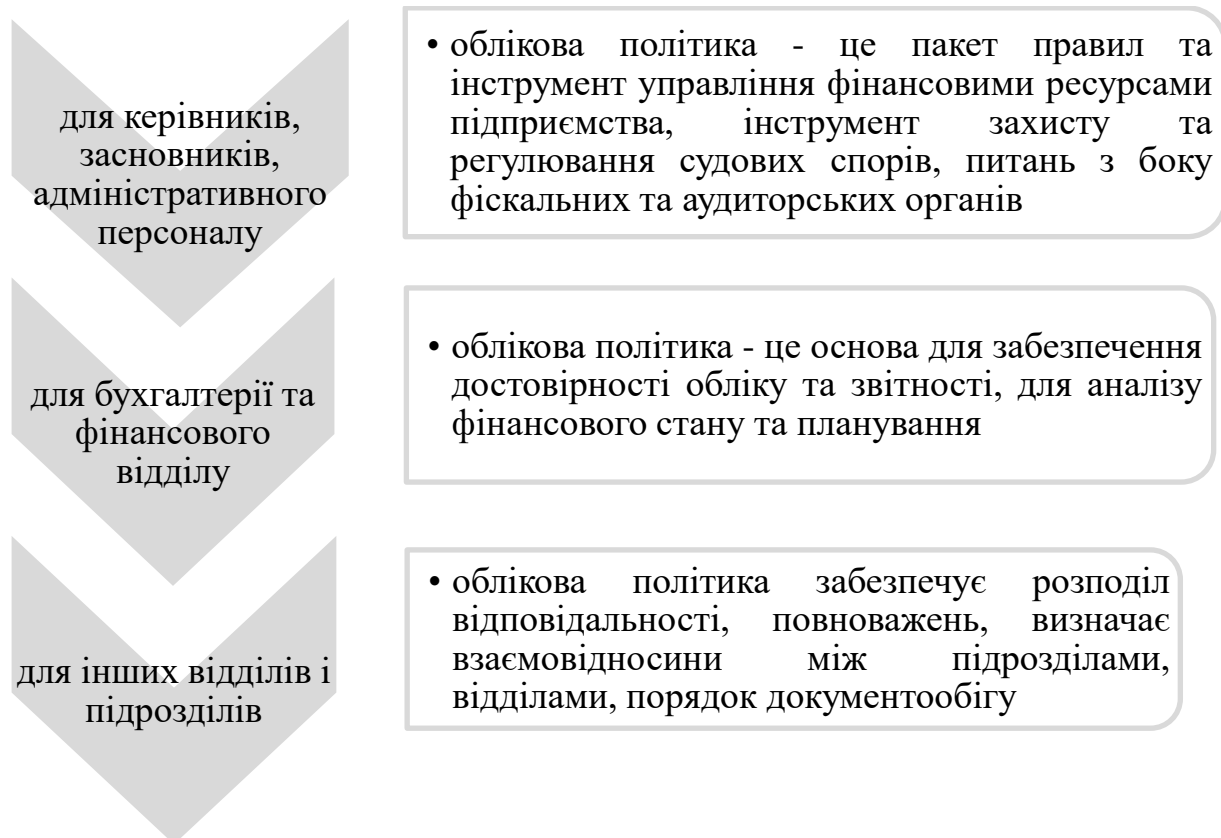 для керівників,
засновників,
адміністративного
персоналу
• облікова політика - це пакет правил та
інструмент управління фінансовими ресурсами
підприємства, інструмент захисту та
регулювання судових спорів, питань з боку
фіскальних та аудиторських органів
для бухгалтерії та
фінансового
відділу
• облікова політика - це основа для забезпечення
достовірності обліку та звітності, для аналізу
фінансового стану та планування
для інших відділів і
підрозділів
• облікова політика забезпечує розподіл
відповідальності, повноважень, визначає
взаємовідносини між підрозділами,
відділами, порядок документообігу